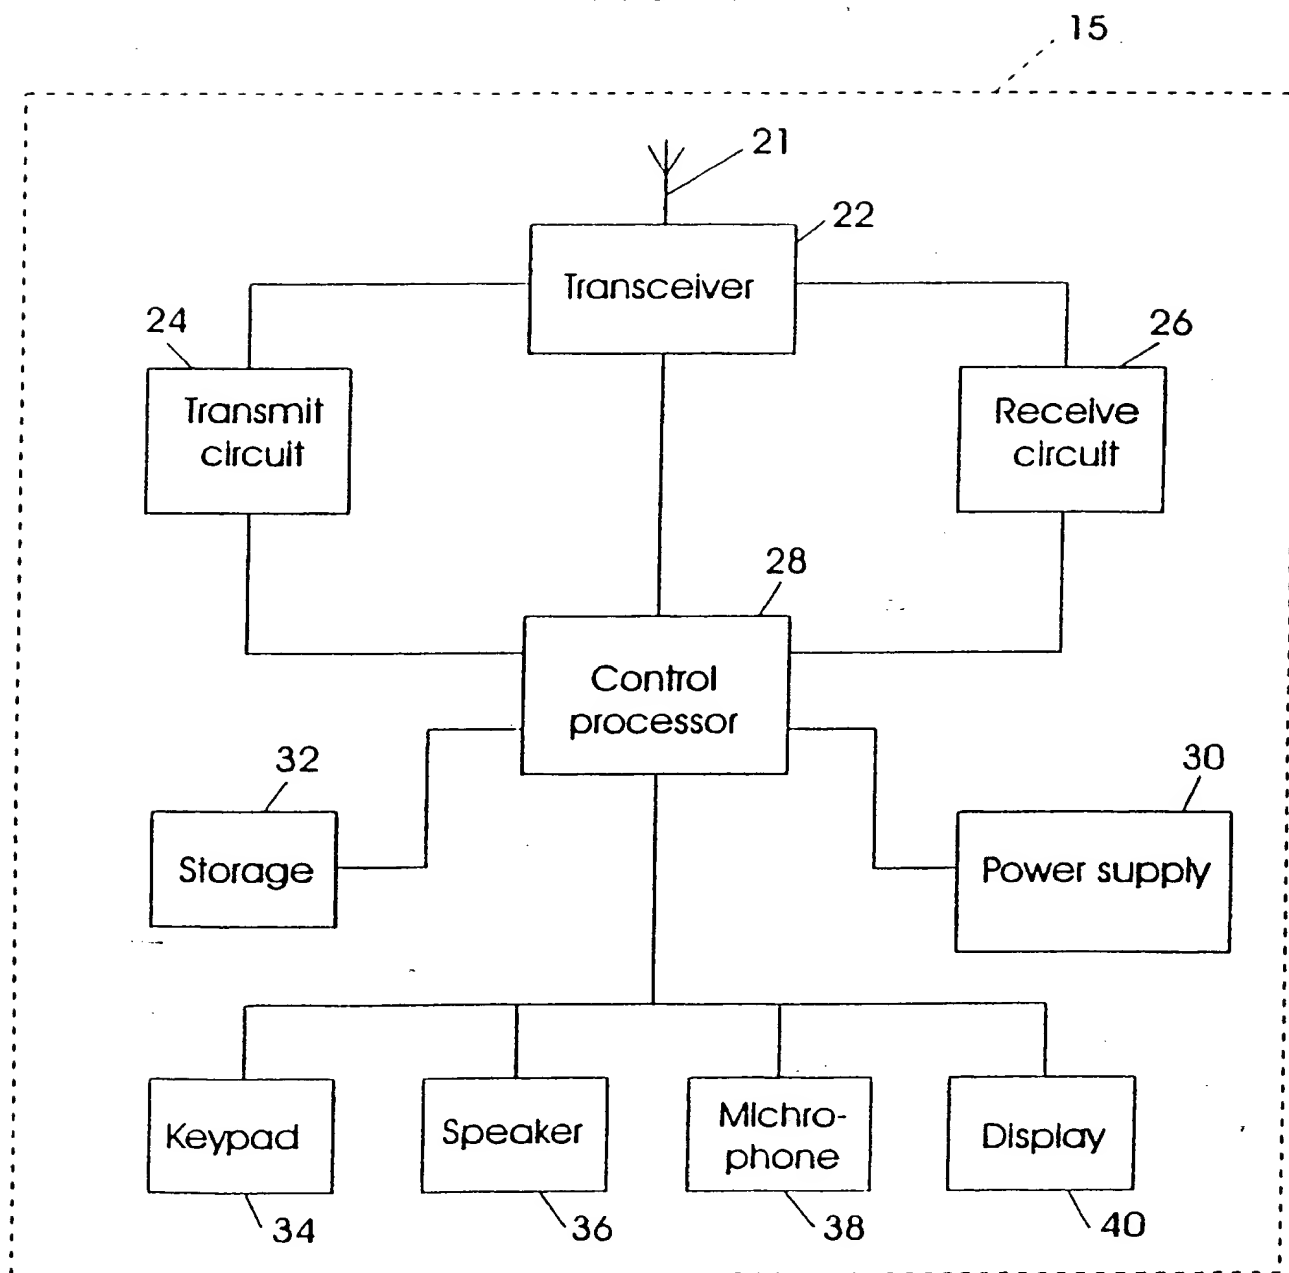 15
21
22
Transceiver
24
26
Transmit
circuit
Receive
circuit
28
Control
processor
32
30
Storage
Power supply
Keypad
Speaker
Michro-
phone
Display
34
36
38
40